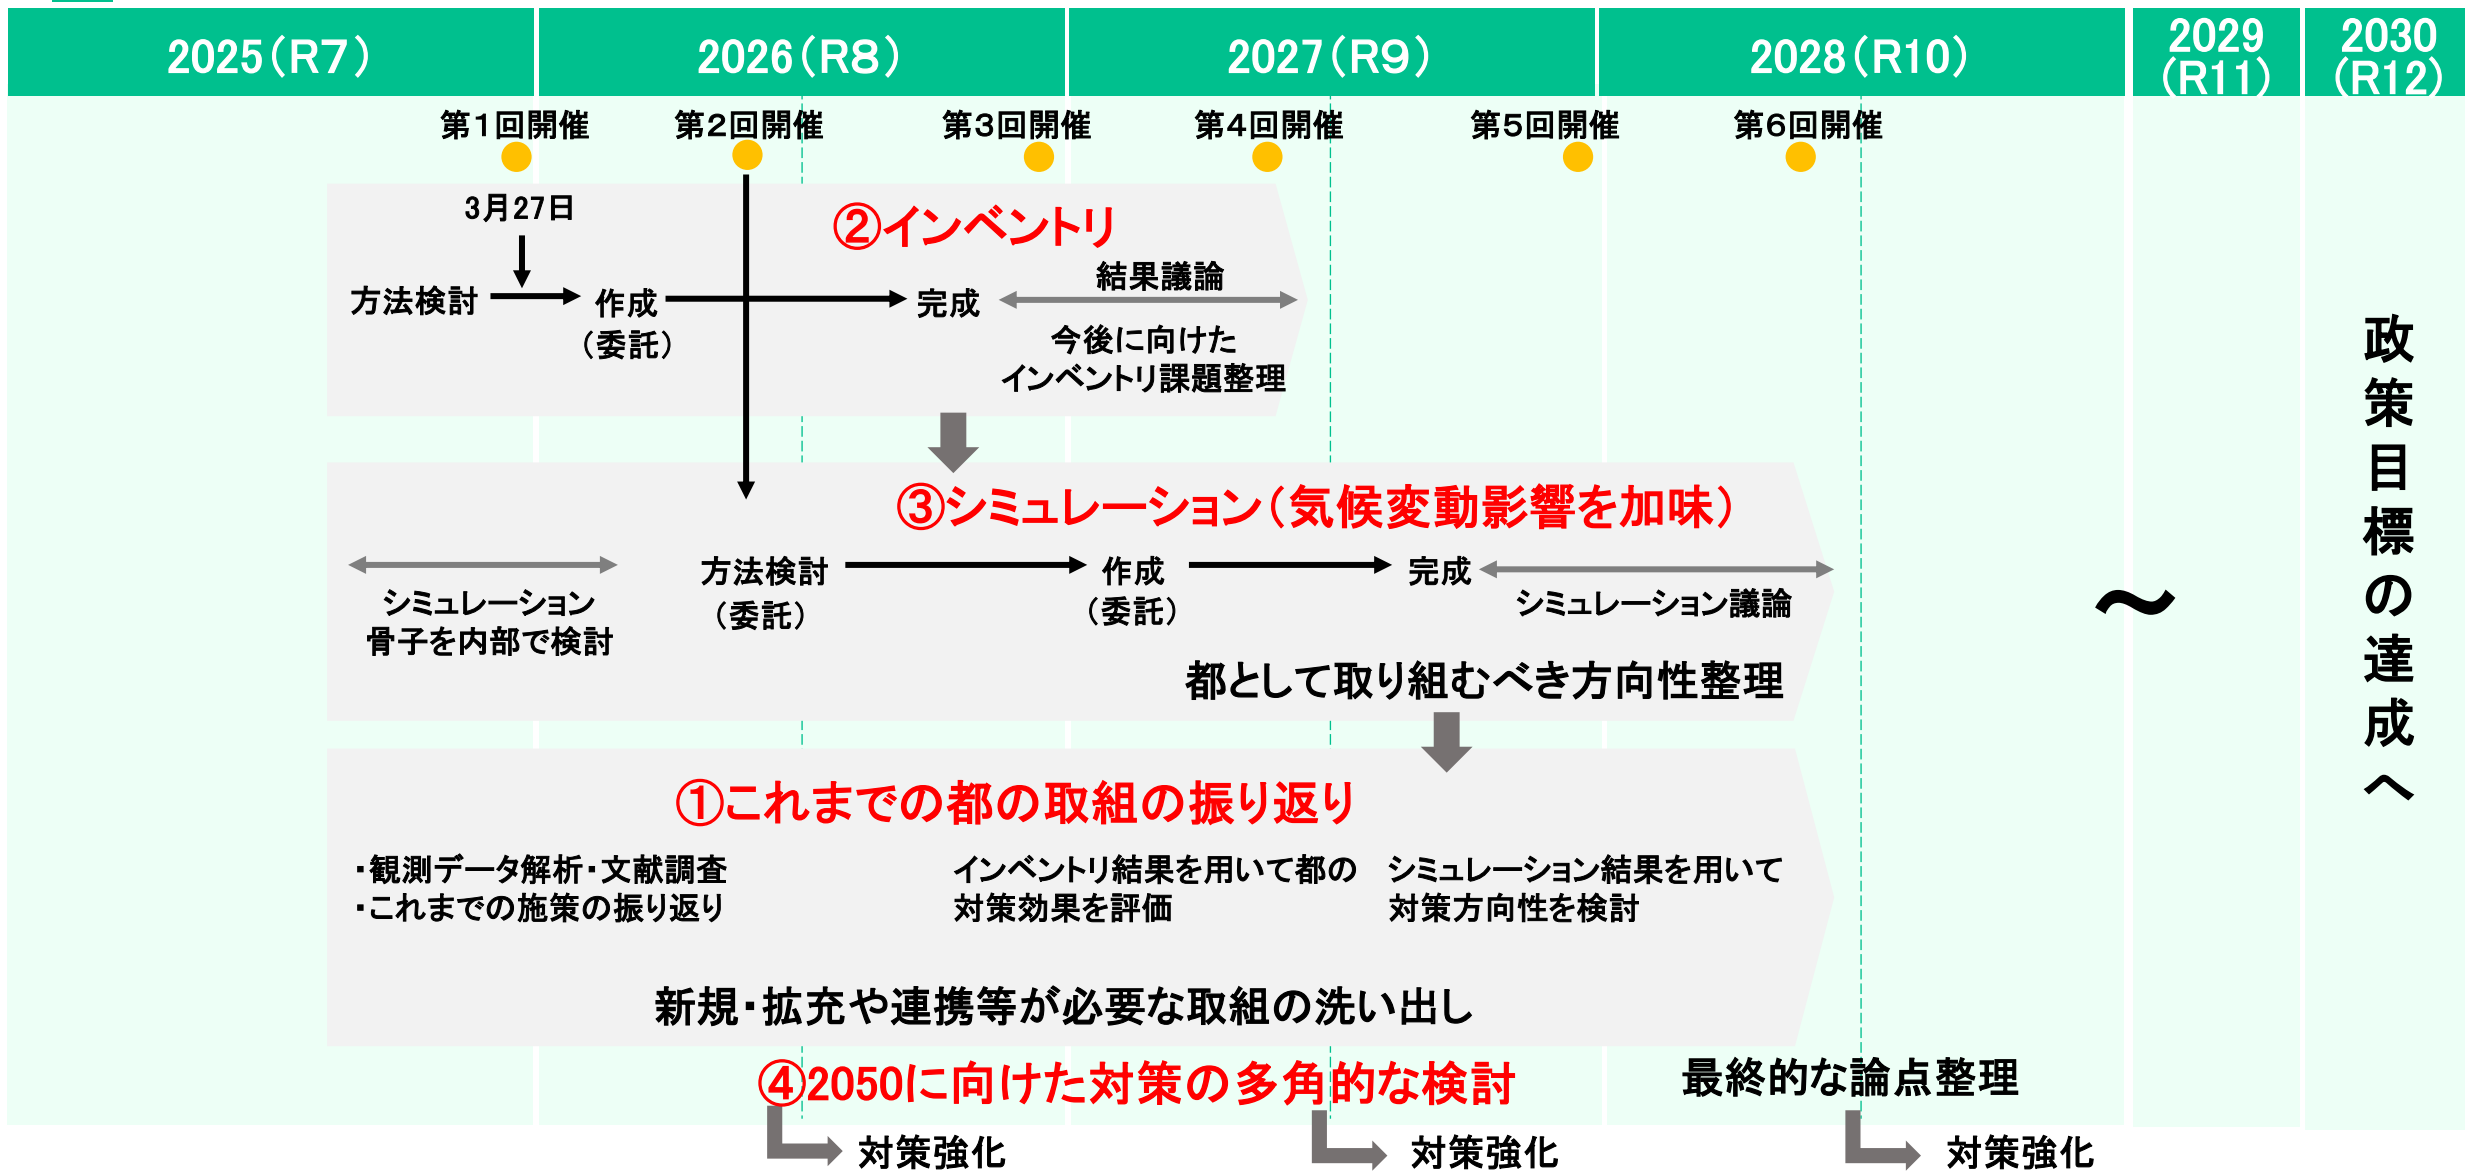 2025（R7）
2026（R8）
2027（R9）
2028（R10）
2029
（R11）
2030
（R12）
第1回開催
第2回開催
第3回開催
第4回開催
第5回開催
第6回開催
3月27日
②インベントリ
方法検討
作成
（委託）
完成
結果議論
今後に向けた
インベントリ課題整理
③シミュレーション（気候変動影響を加味）
シミュレーション
骨子を内部で検討
方法検討
（委託）
作成
（委託）
完成
シミュレーション議論
都として取り組むべき方向性整理
①これまでの都の取組の振り返り
・観測データ解析・文献調査
・これまでの施策の振り返り
インベントリ結果を用いて都の
対策効果を評価
シミュレーション結果を用いて
対策方向性を検討
新規・拡充や連携等が必要な取組の洗い出し
④2050に向けた対策の多角的な検討
最終的な論点整理
対策強化
対策強化
対策強化
～
政策目標の達成へ